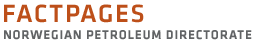 FACTPAGES
NORWEGIAN PETROLEUM DIRECTORATE